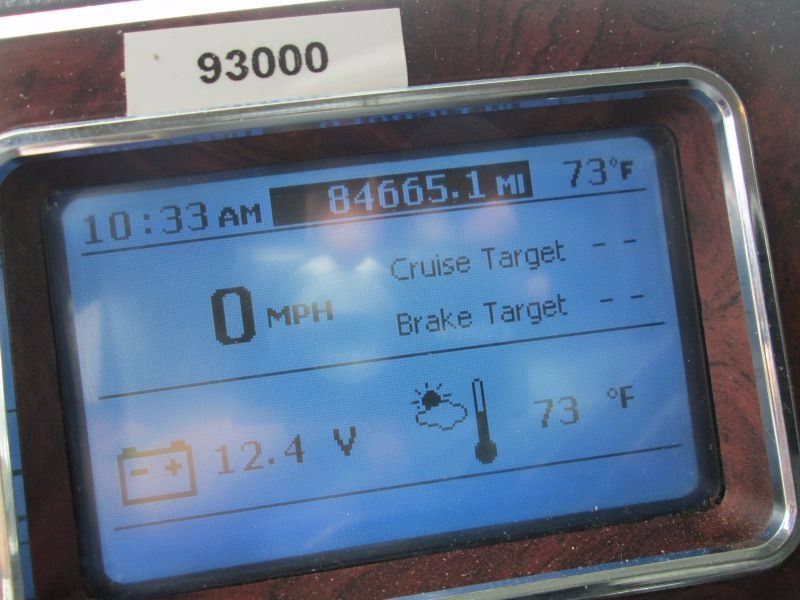 93000
10:33 AM 84665.1 MI 73°F
0 MPH
Cruise Target --
Brake Target --
12.4 V
73 °F